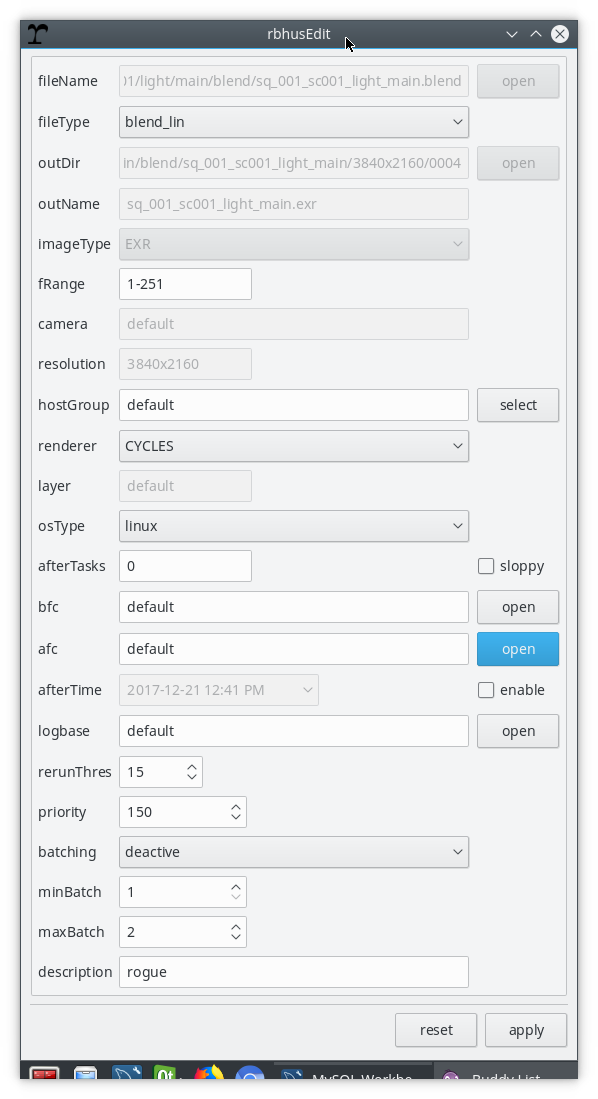 rbhusEdit
fileName 01/light/main/blend/sq_001_sc001_light_main.blend open
fileType blend_lin
outDir in/blend/sq_001_sc001_light_main/3840x2160/0004 open
outName sq_001_sc001_light_main.exr
imageType EXR
fRange 1-251
camera default
resolution 3840x2160
hostGroup default select
renderer CYCLES
layer default
osType linux
afterTasks 0 sloppy
bfc default open
afc default open
afterTime 2017-12-21 12:41 PM enable
logbase default open
rerunThres 15
priority 150
batching deactive
minBatch 1
maxBatch 2
description rogue
reset apply
Qt MySQL Workbe Buddy List